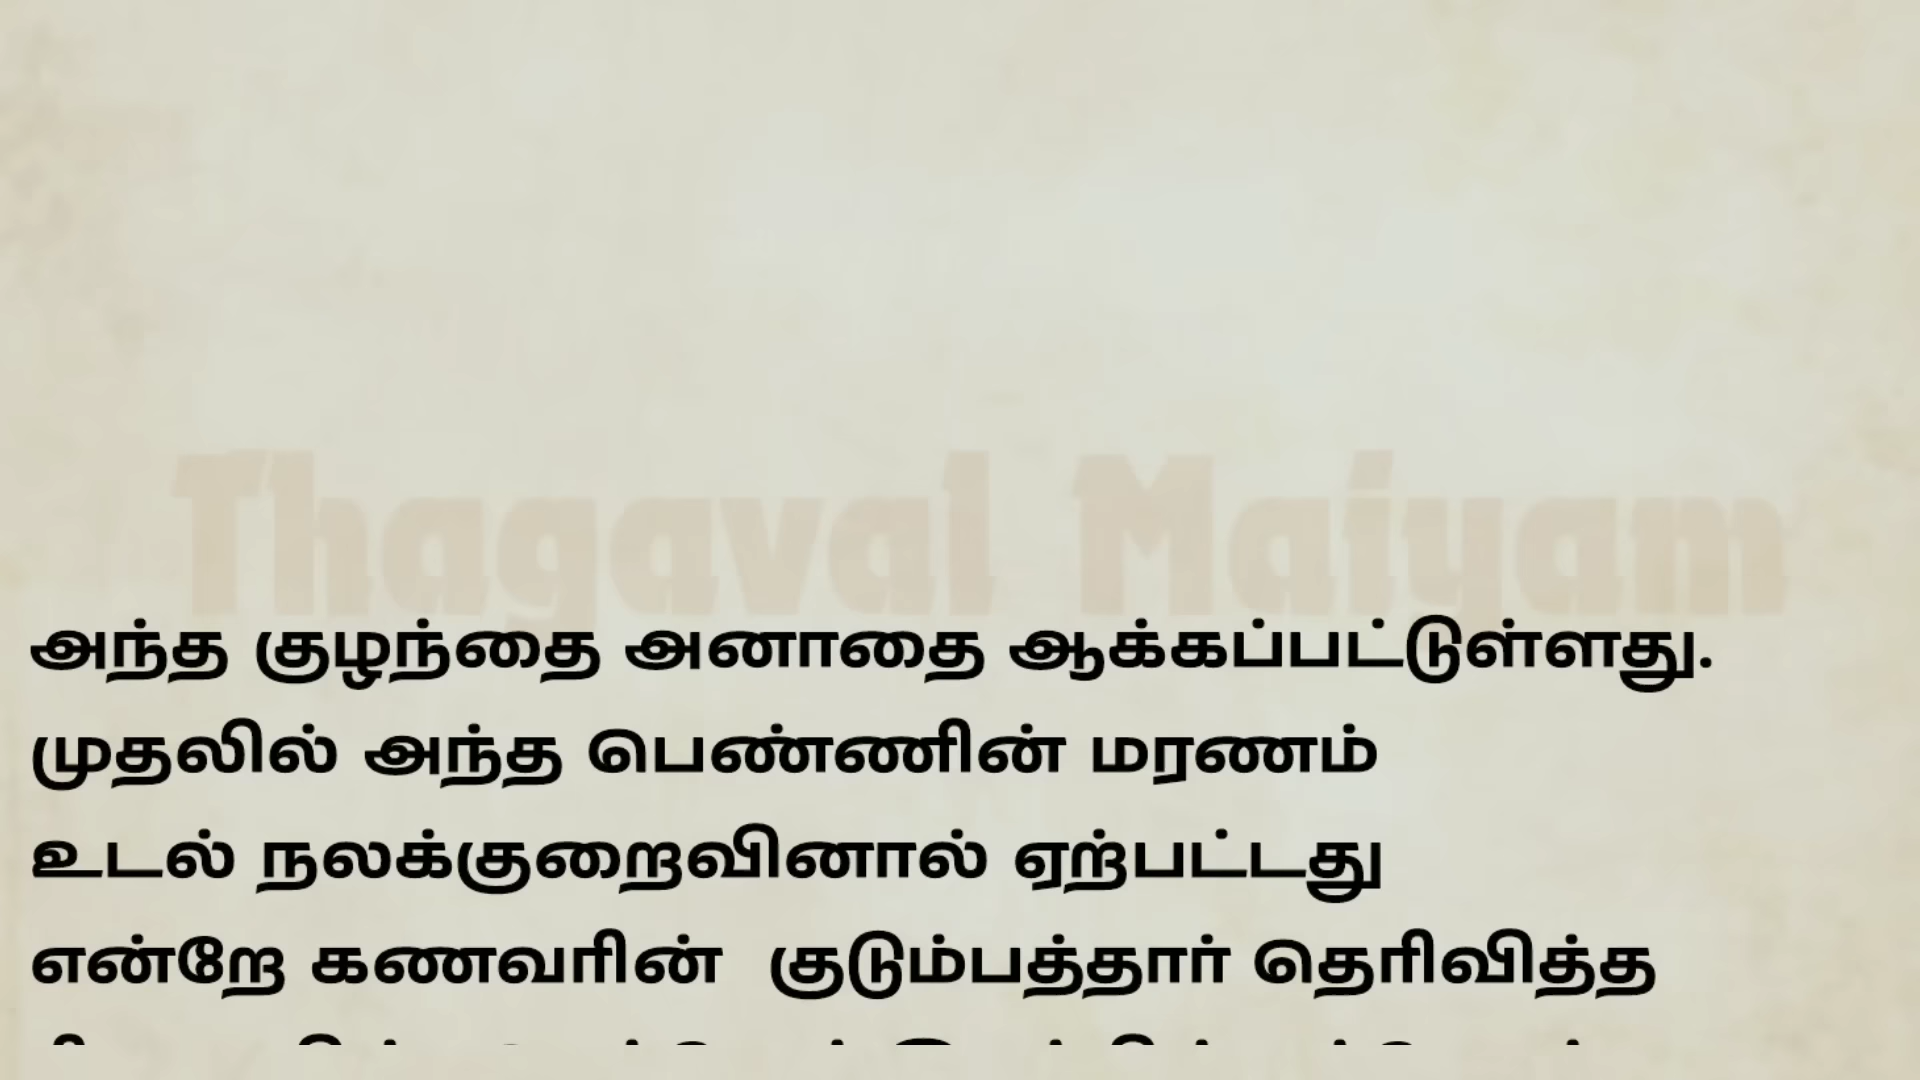 Thagaval Maiyam
அந்த குழந்தை அனாதை ஆக்கப்பட்டுள்ளது.
முதலில் அந்த பெண்ணின் மரணம்
உடல் நலக்குறைவினால் ஏற்பட்டது
என்றே கணவரின் குடும்பத்தார் தெரிவித்த